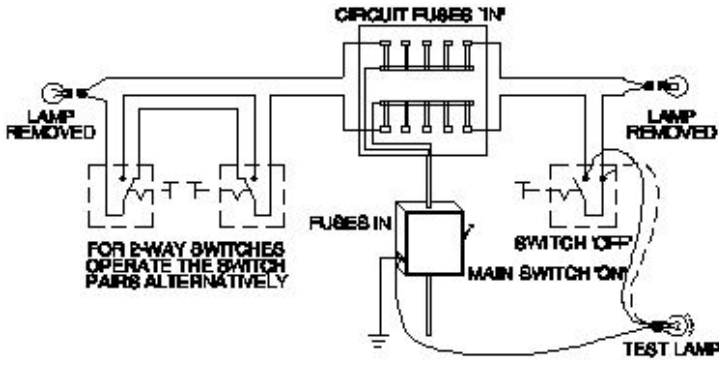 CIRCUIT FUSES 'IN'
LAMP
REMOVED
LAMP
REMOVED
FUSES IN
SWITCH 'OFF'
FOR 2-WAY SWITCHES
OPERATE THE SWITCH
PAIRS ALTERNATIVELY
MAIN SWITCH 'ON'
TEST LAMP